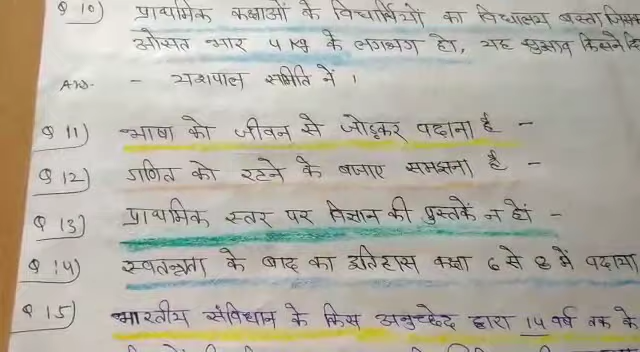 Q 10) प्राथमिक कक्षाओं के विद्यार्थियों का विद्यालय बस्ता जिसका
औसत भार 4 Kg के लगभग हो, यह सुझाव किसने
Ans. - यशपाल समिति ने ।
Q 11) भाषा को जीवन से जोड़कर पढ़ाना है -
Q 12) गणित को रटने के बजाए समझना है -
Q 13) प्राथमिक स्तर पर विज्ञान की पुस्तकें न हों -
Q 14) स्वतन्त्रता के बाद का इतिहास कक्षा 6 से 8 में पढ़ाया
Q 15) भारतीय संविधान के किस अनुच्छेद द्वारा 14 वर्ष तक के